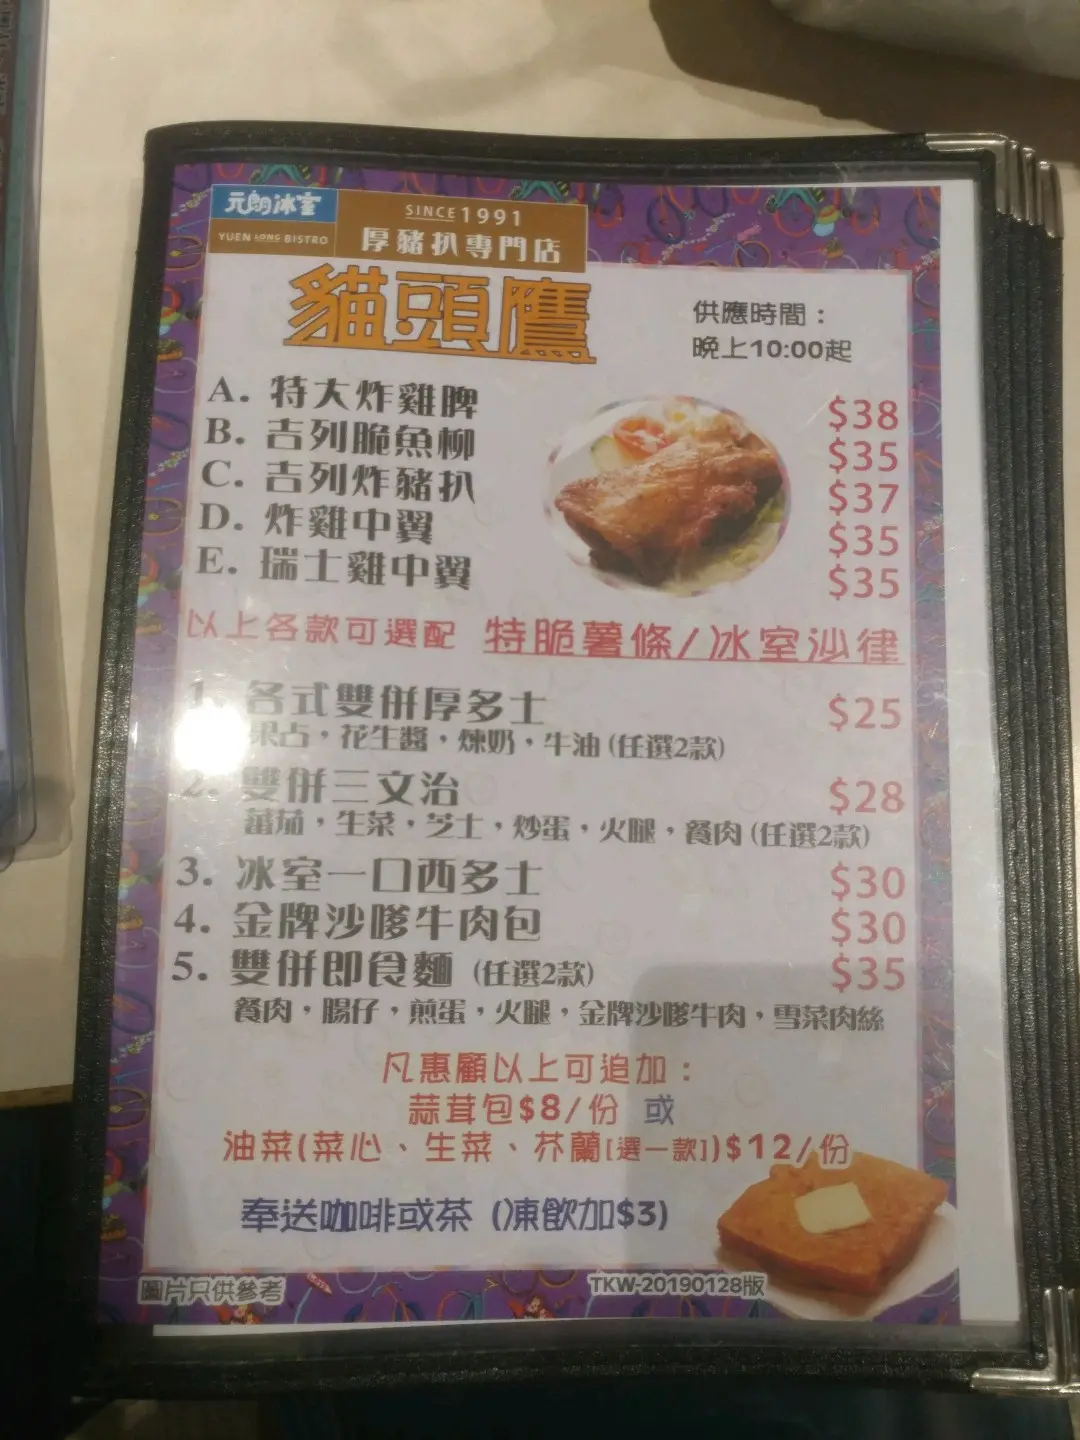 元朗冰室
YUEN LONG BISTRO
SINCE 1991
厚豬扒專門店
貓頭鷹
供應時間：
晚上10:00起
A. 特大炸雞脾 $38
B. 吉列脆魚柳 $35
C. 吉列炸豬扒 $37
D. 炸雞中翼 $35
E. 瑞士雞中翼 $35
以上各款可選配 特脆薯條/冰室沙律
1. 各式雙併厚多士 $25
果占，花生醬，煉奶，牛油 (任選2款)
2. 雙併三文治 $28
蕃茄，生菜，芝士，炒蛋，火腿，餐肉 (任選2款)
3. 冰室一口西多士 $30
4. 金牌沙嗲牛肉包 $30
5. 雙併即食麵 (任選2款) $35
餐肉，腸仔，煎蛋，火腿，金牌沙嗲牛肉，雪菜肉絲
凡惠顧以上可追加：
蒜茸包$8/份 或
油菜(菜心、生菜、芥蘭[選一款])$12/份
奉送咖啡或茶 (凍飲加$3)
圖片只供參考
TKW-20190128版